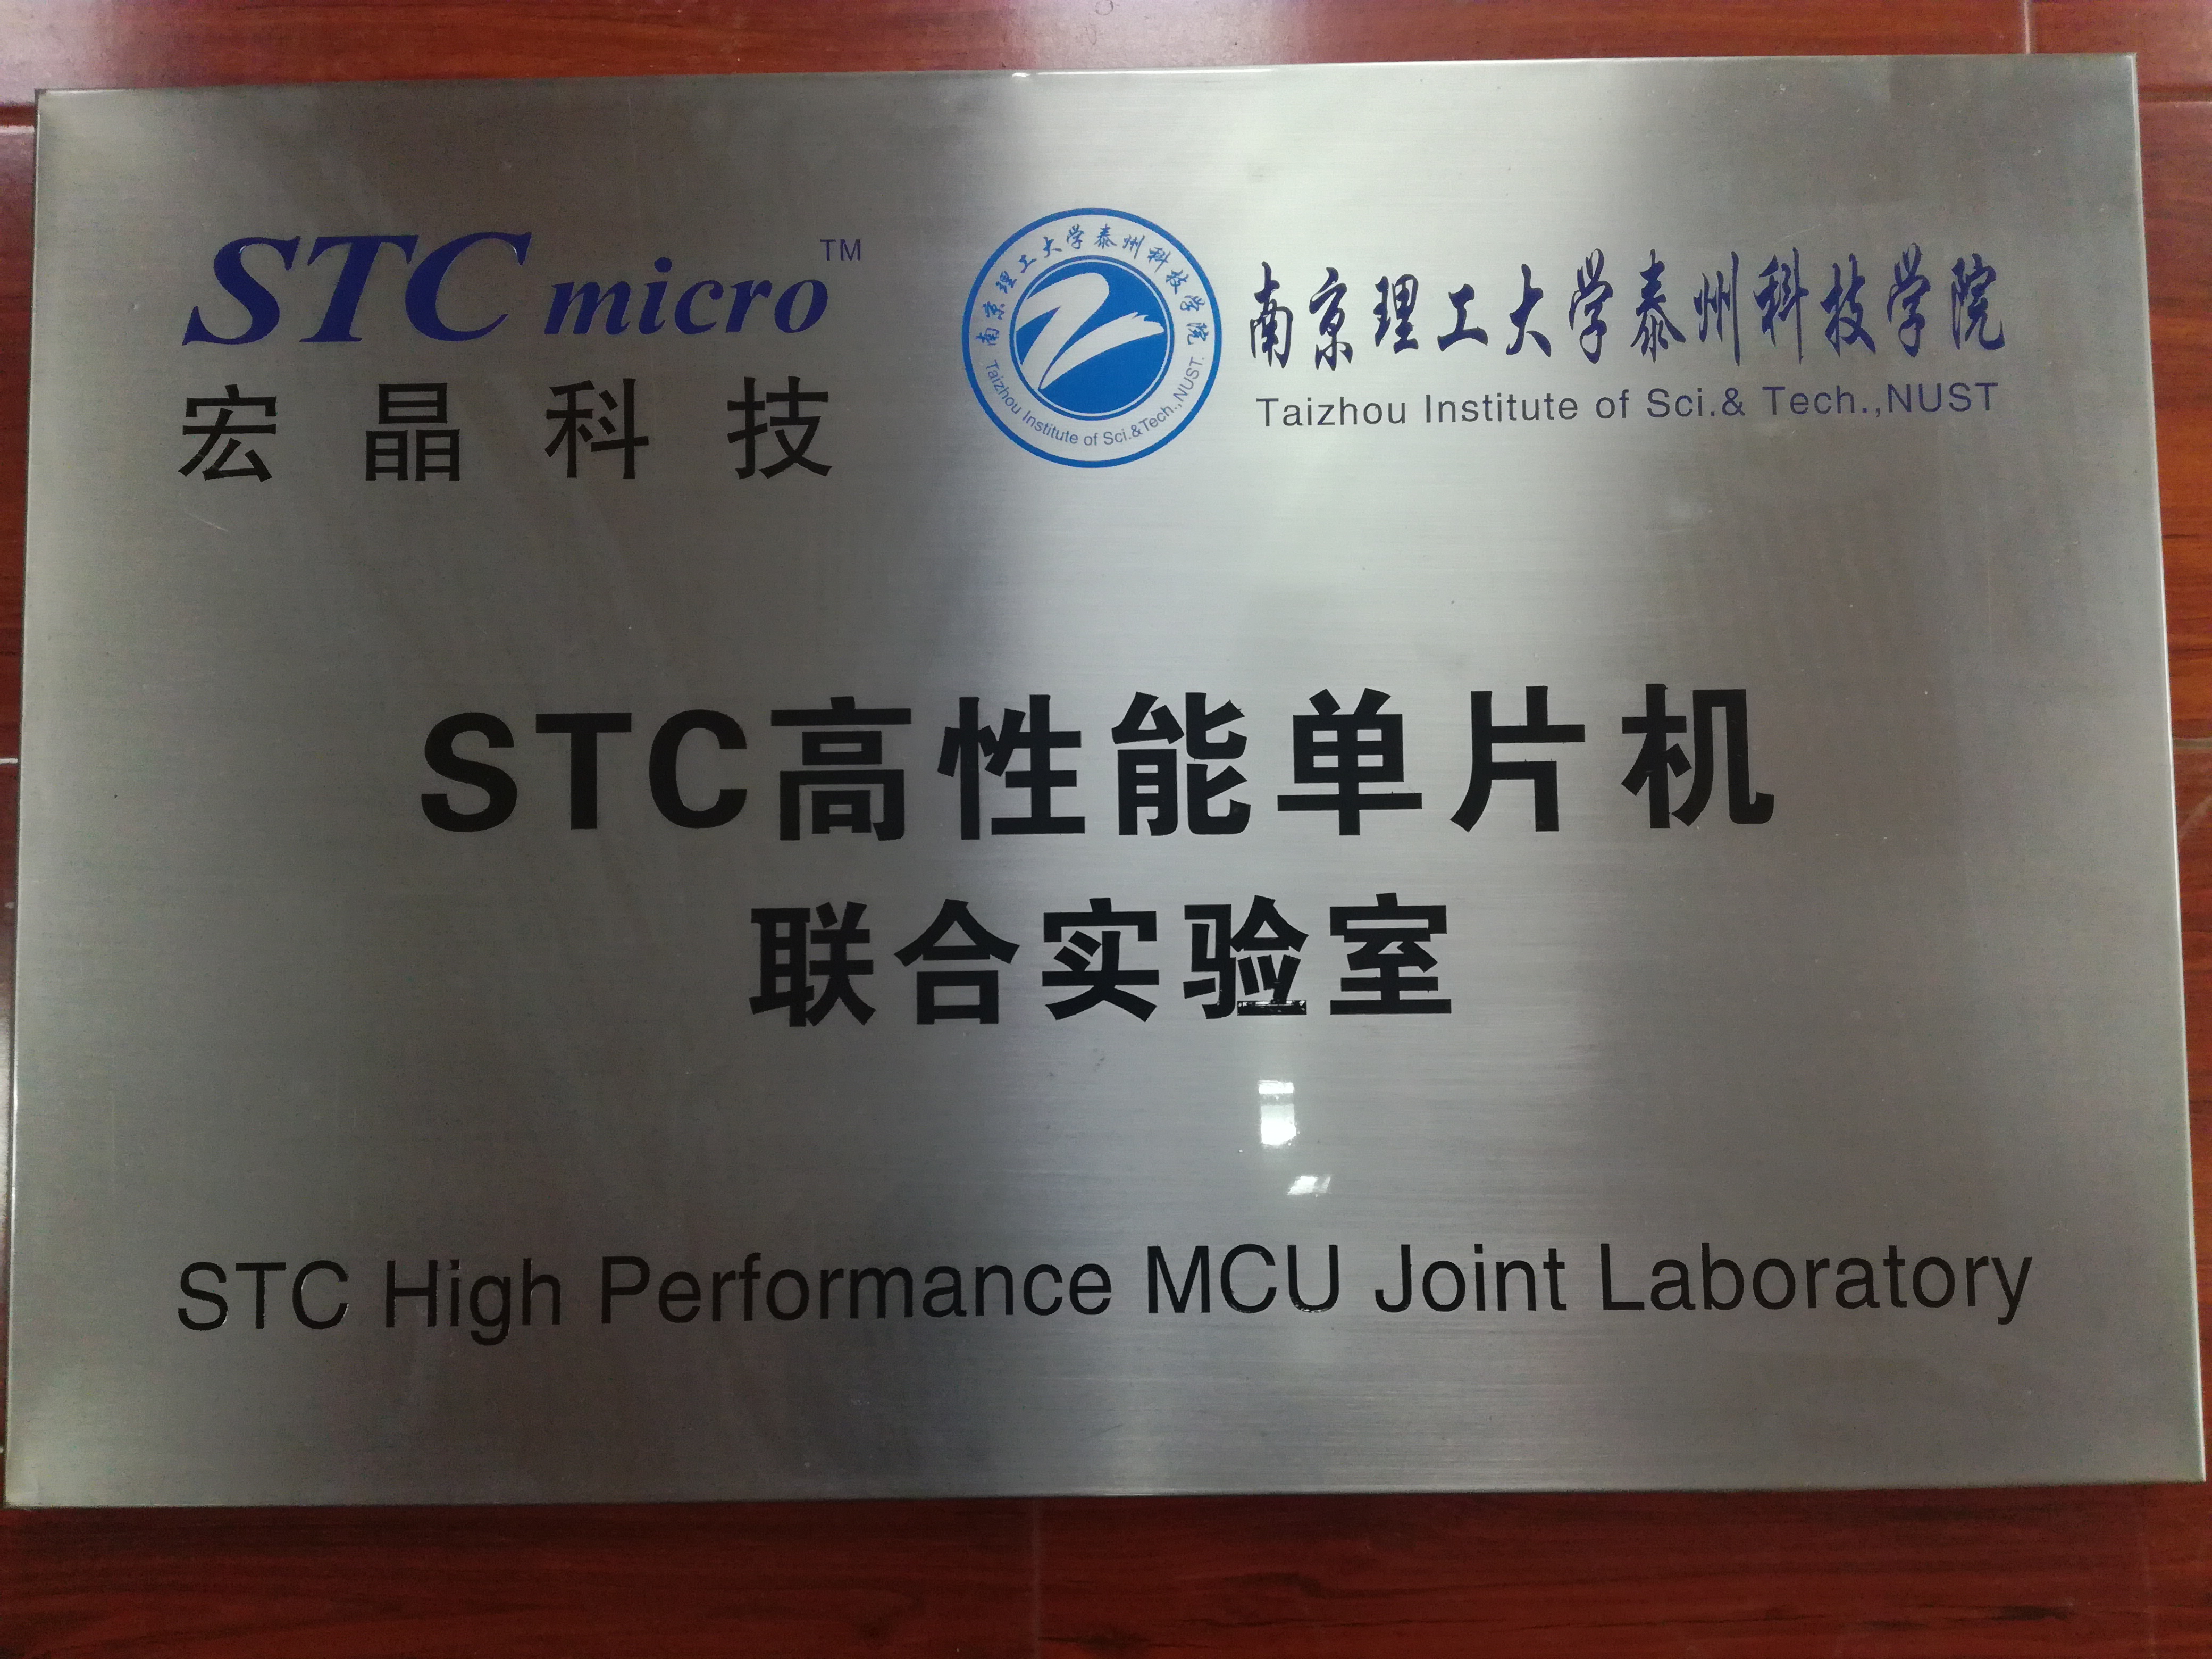 STC micro™
宏晶科技
南京理工大学泰州科技学院
Taizhou Institute of Sci.&Tech.,NUST.
南京理工大学泰州科技学院
Taizhou Institute of Sci.& Tech.,NUST
STC高性能单片机
联合实验室
STC High Performance MCU Joint Laboratory